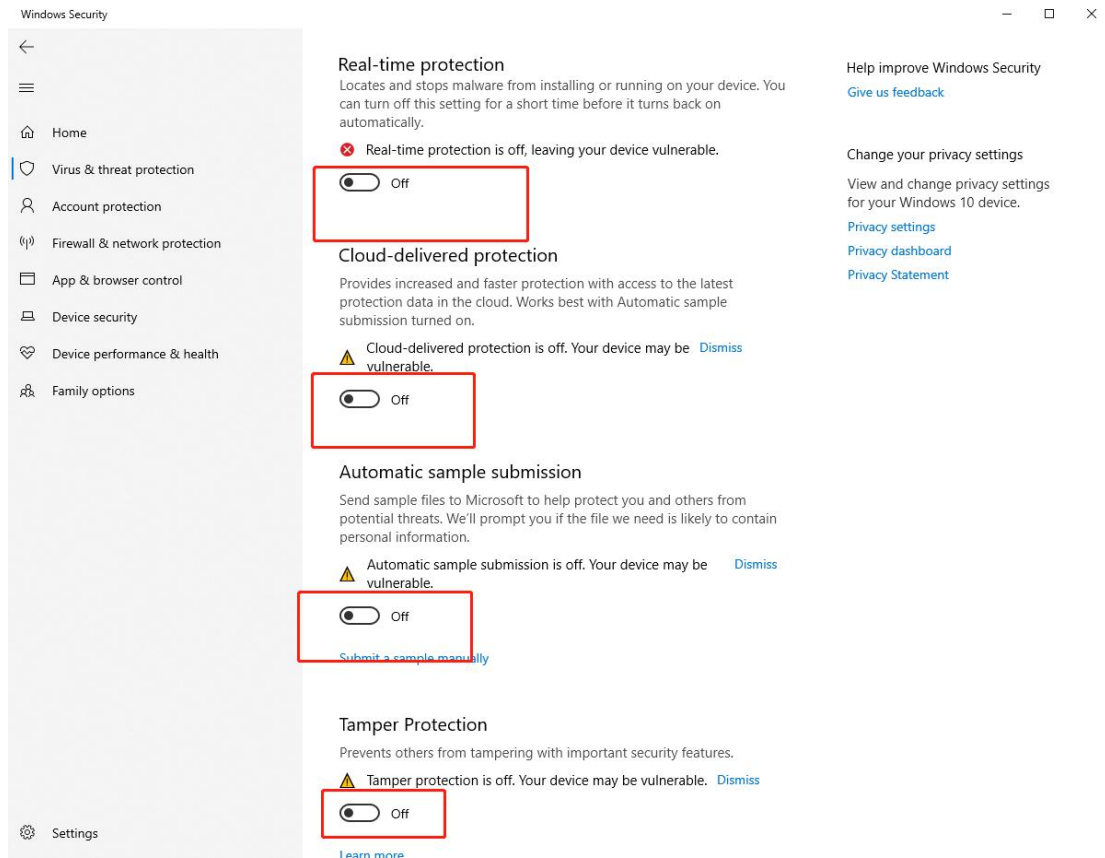 Windows Security
Home
Virus & threat protection
Account protection
Firewall & network protection
App & browser control
Device security
Device performance & health
Family options
Settings
Real-time protection
Locates and stops malware from installing or running on your device. You
can turn off this setting for a short time before it turns back on
automatically.
Real-time protection is off, leaving your device vulnerable.
Off
Cloud-delivered protection
Provides increased and faster protection with access to the latest
protection data in the cloud. Works best with Automatic sample
submission turned on.
Cloud-delivered protection is off. Your device may be Dismiss
vulnerable.
Off
Automatic sample submission
Send sample files to Microsoft to help protect you and others from
potential threats. We'll prompt you if the file we need is likely to contain
personal information.
Automatic sample submission is off. Your device may be Dismiss
vulnerable.
Off
Submit a sample manually
Tamper Protection
Prevents others from tampering with important security features.
Tamper protection is off. Your device may be vulnerable. Dismiss
Off
Learn more
Help improve Windows Security
Give us feedback
Change your privacy settings
View and change privacy settings
for your Windows 10 device.
Privacy settings
Privacy dashboard
Privacy Statement